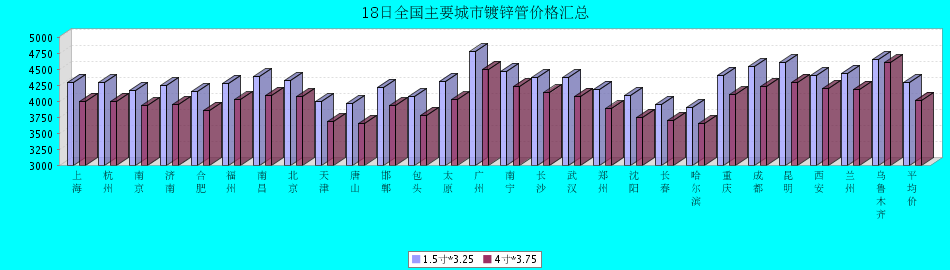 18日全国主要城市镀锌管价格汇总
5000
4750
4500
4250
4000
3750
3500
3250
3000
上海
杭州
南京
济南
合肥
福州
南昌
北京
天津
唐山
邯郸
包头
太原
广州
南宁
长沙
武汉
郑州
沈阳
长春
哈尔滨
重庆
成都
昆明
西安
兰州
乌鲁木齐
平均价
1.5寸*3.25
4寸*3.75